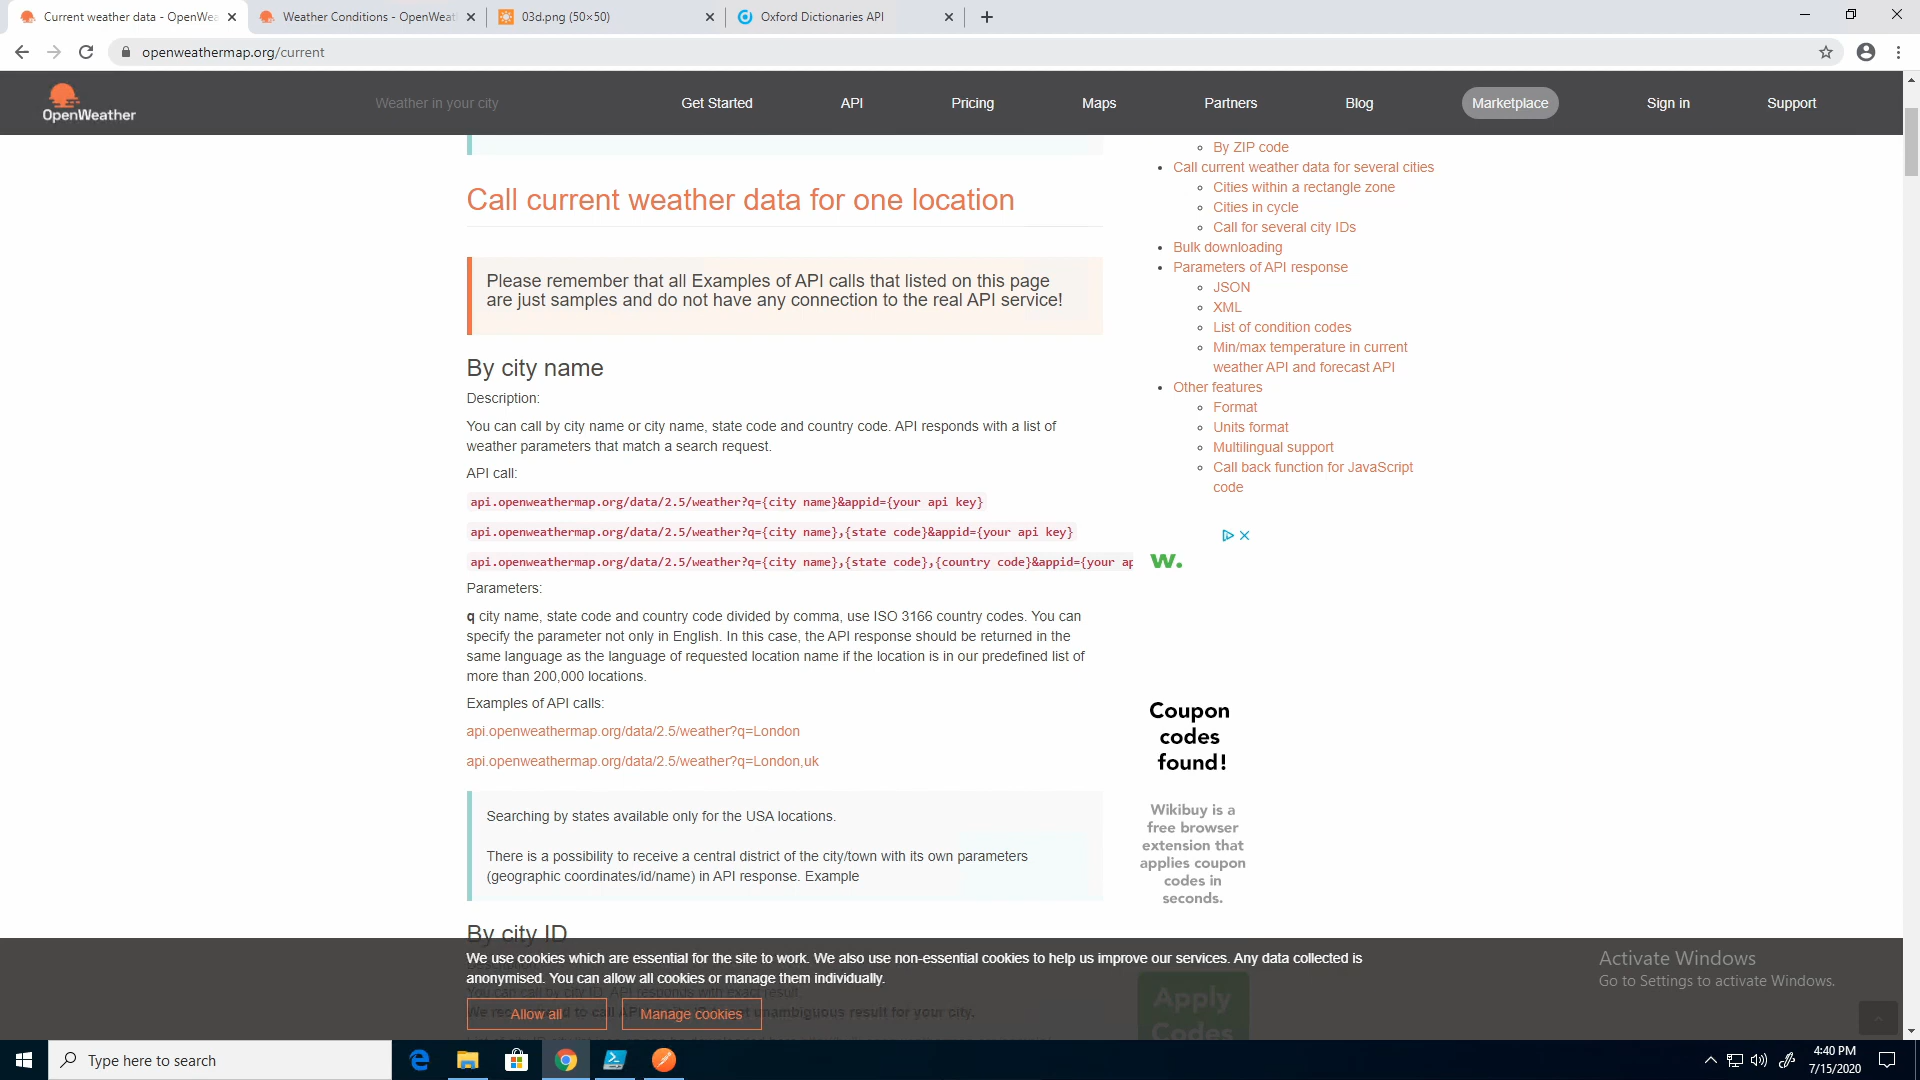 Current weather data - OpenWea
Weather Conditions - OpenWeat
03d.png (50×50)
Oxford Dictionaries API
openweathermap.org/current
OpenWeather
Weather in your city
Get Started
API
Pricing
Maps
Partners
Blog
Marketplace
Sign in
Support
Call current weather data for one location
Please remember that all Examples of API calls that listed on this page
are just samples and do not have any connection to the real API service!
By city name
Description:
You can call by city name or city name, state code and country code. API responds with a list of
weather parameters that match a search request.
API call:
api.openweathermap.org/data/2.5/weather?q={city name}&appid={your api key}
api.openweathermap.org/data/2.5/weather?q={city name},{state code}&appid={your api key}
api.openweathermap.org/data/2.5/weather?q={city name},{state code},{country code}&appid={your ap
Parameters:
q city name, state code and country code divided by comma, use ISO 3166 country codes. You can
specify the parameter not only in English. In this case, the API response should be returned in the
same language as the language of requested location name if the location is in our predefined list of
more than 200,000 locations.
Examples of API calls:
api.openweathermap.org/data/2.5/weather?q=London
api.openweathermap.org/data/2.5/weather?q=London,uk
Searching by states available only for the USA locations.
There is a possibility to receive a central district of the city/town with its own parameters
(geographic coordinates/id/name) in API response. Example
By city ID
By ZIP code
Call current weather data for several cities
Cities within a rectangle zone
Cities in cycle
Call for several city IDs
Bulk downloading
Parameters of API response
JSON
XML
List of condition codes
Min/max temperature in current
weather API and forecast API
Other features
Format
Units format
Multilingual support
Call back function for JavaScript
code
w.
Coupon
codes
found!
Wikibuy is a
free browser
extension that
applies coupon
codes in
seconds.
Apply
Codes
We use cookies which are essential for the site to work. We also use non-essential cookies to help us improve our services. Any data collected is
anonymised. You can allow all cookies or manage them individually.
You can call by city ID. API responds with exact result.
Allow all
Manage cookies
unambiguous result for your city.
Activate Windows
Go to Settings to activate Windows.
Type here to search
4:40 PM
7/15/2020